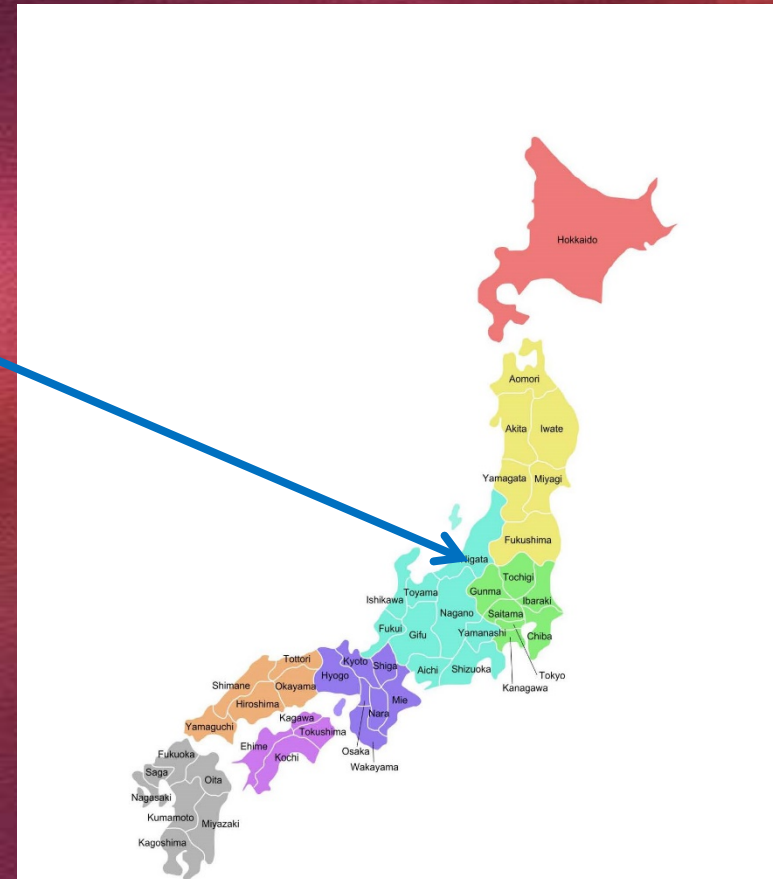 Hokkaido
Aomori
Akita
Iwate
Yamagata
Miyagi
Fukushima
igata
Tochigi
Gunma
Ibaraki
Toyama
Ishikawa
Nagano
Saitama
Fukui
Gifu
Yamanashi
Chiba
Tottori
Kyoto
Shiga
Aichi
Shizuoka
Tokyo
Hyogo
Kanagawa
Shimane
Okayama
Mie
Hiroshima
Nara
Kagawa
Yamaguchi
Tokushima
Ehime
Osaka
Fukuoka
Kochi
Wakayama
Saga
Oita
Nagasaki
Kumamoto
Miyazaki
Kagoshima